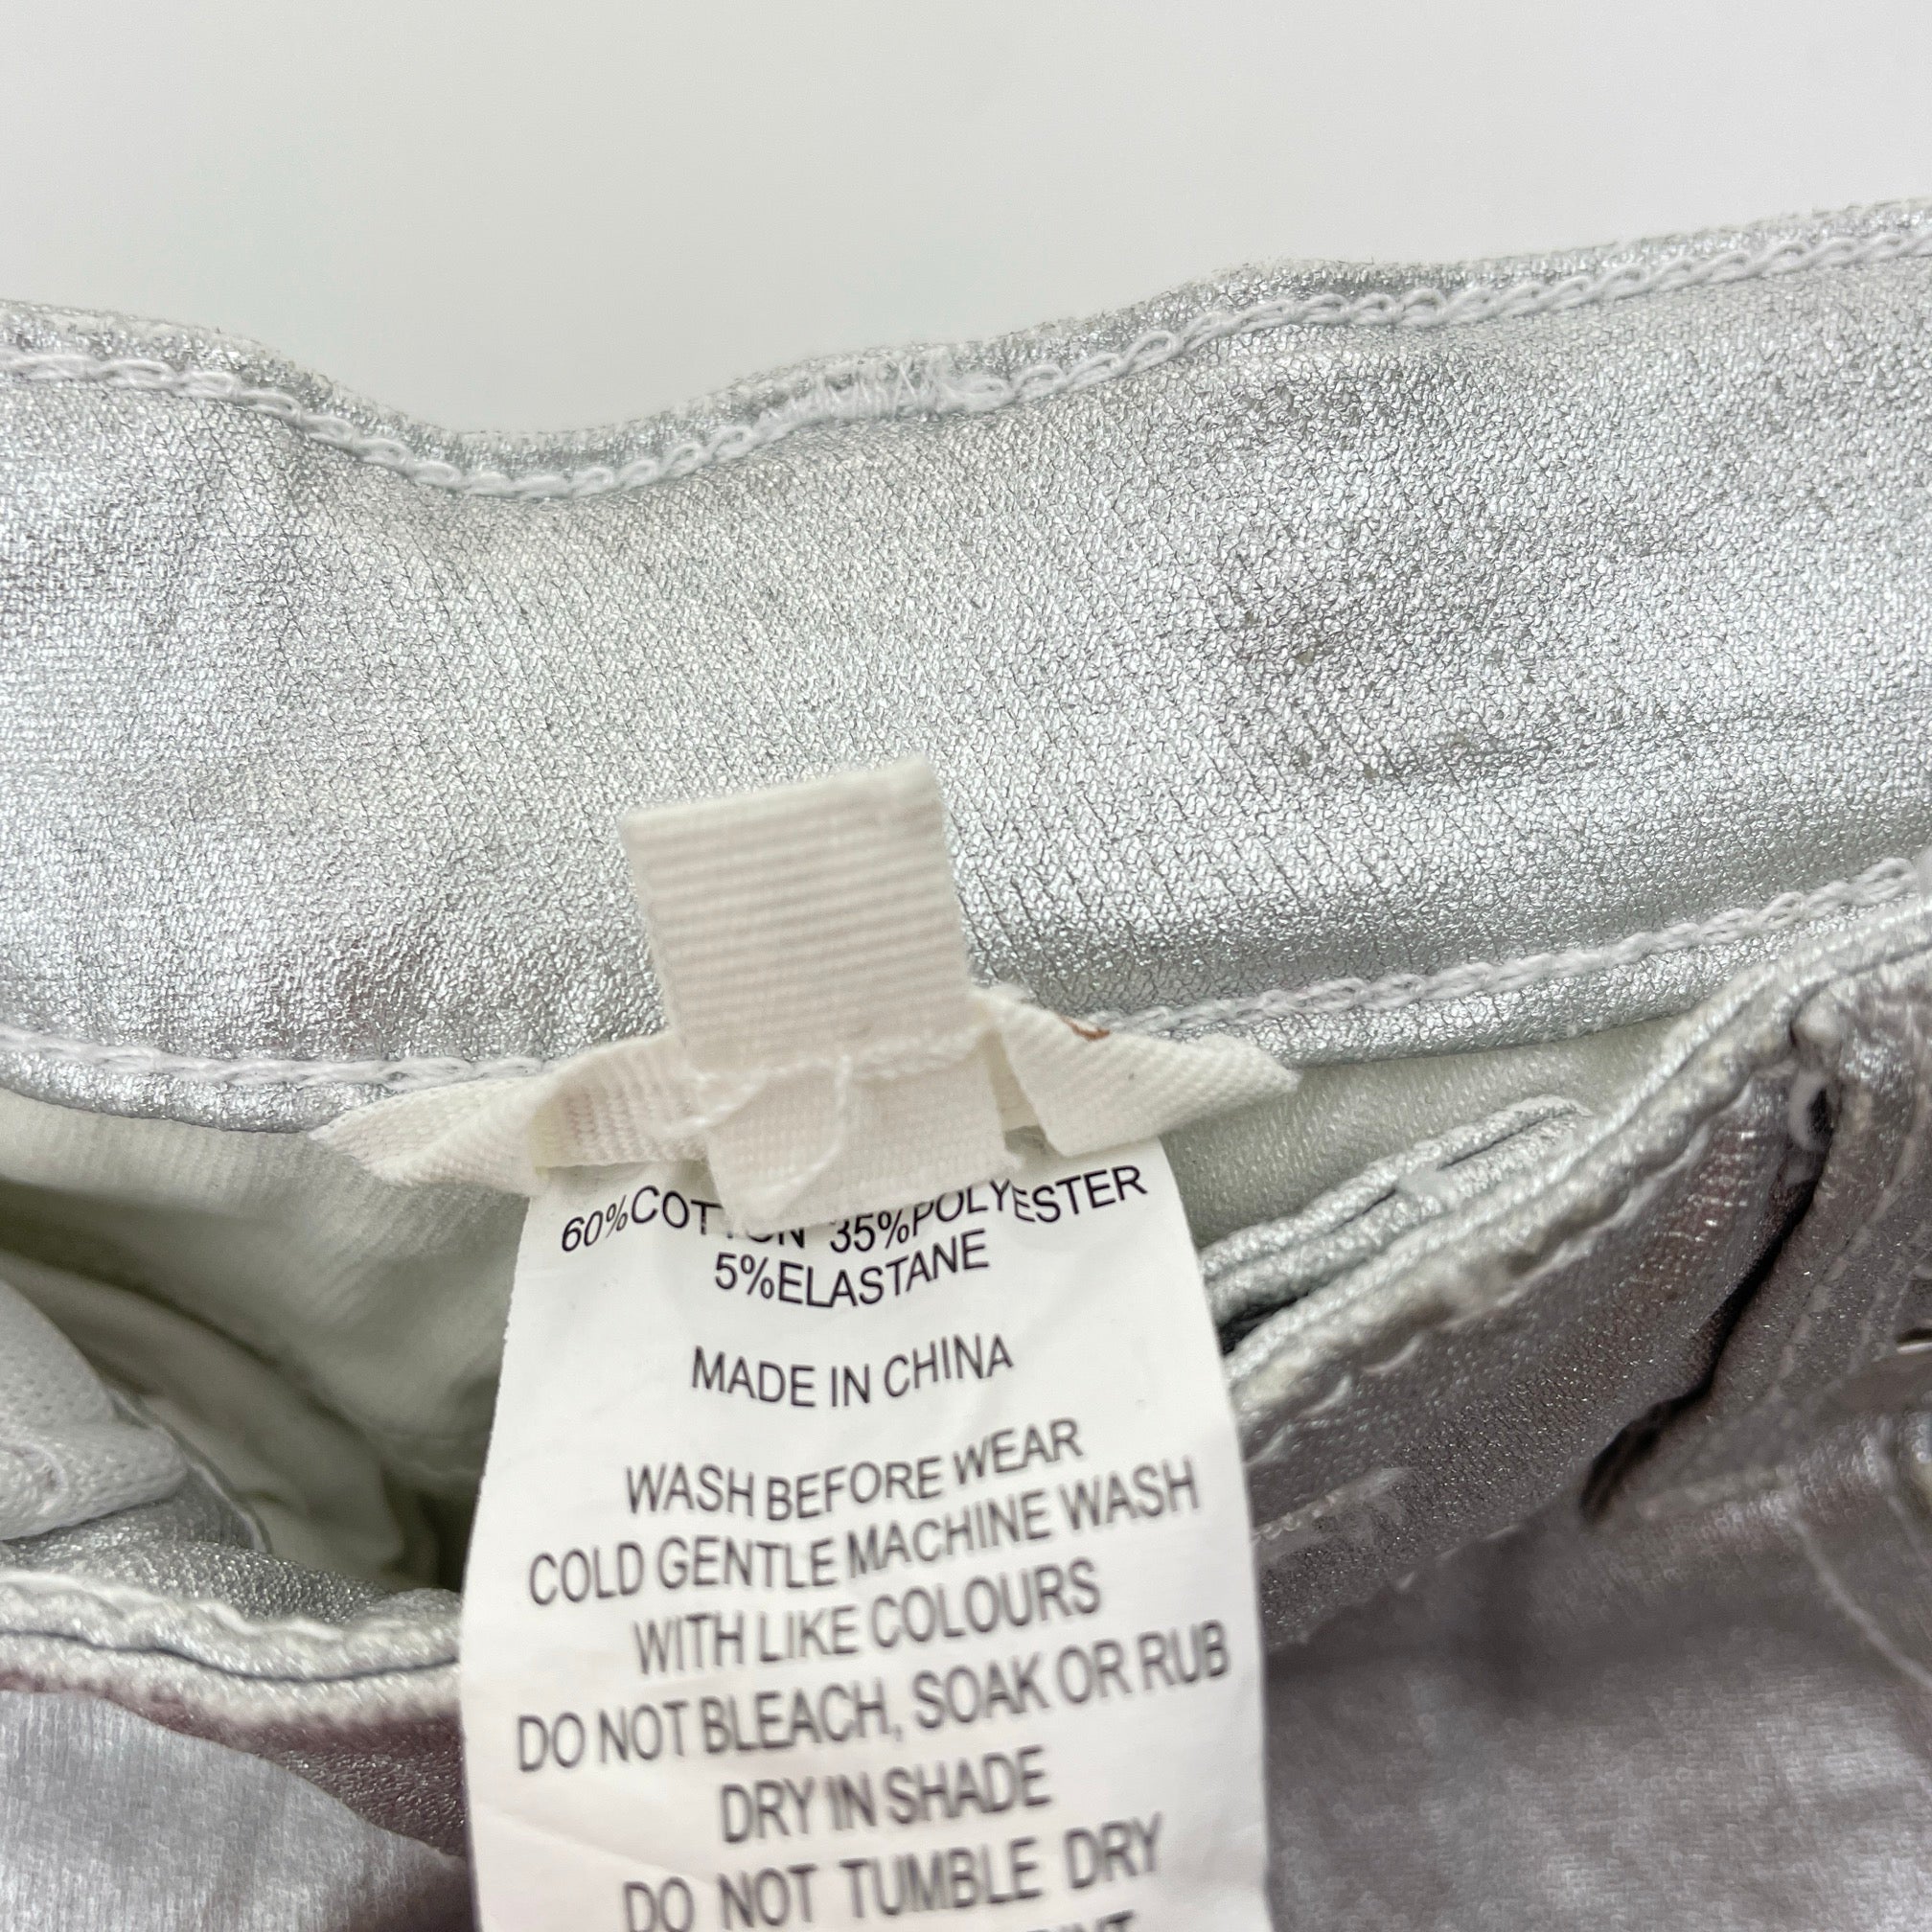 60%COTTON 35%POLYESTER
5%ELASTANE
MADE IN CHINA
WASH BEFORE WEAR
COLD GENTLE MACHINE WASH
WITH LIKE COLOURS
DO NOT BLEACH, SOAK OR RUB
DRY IN SHADE
DO NOT TUMBLE DRY